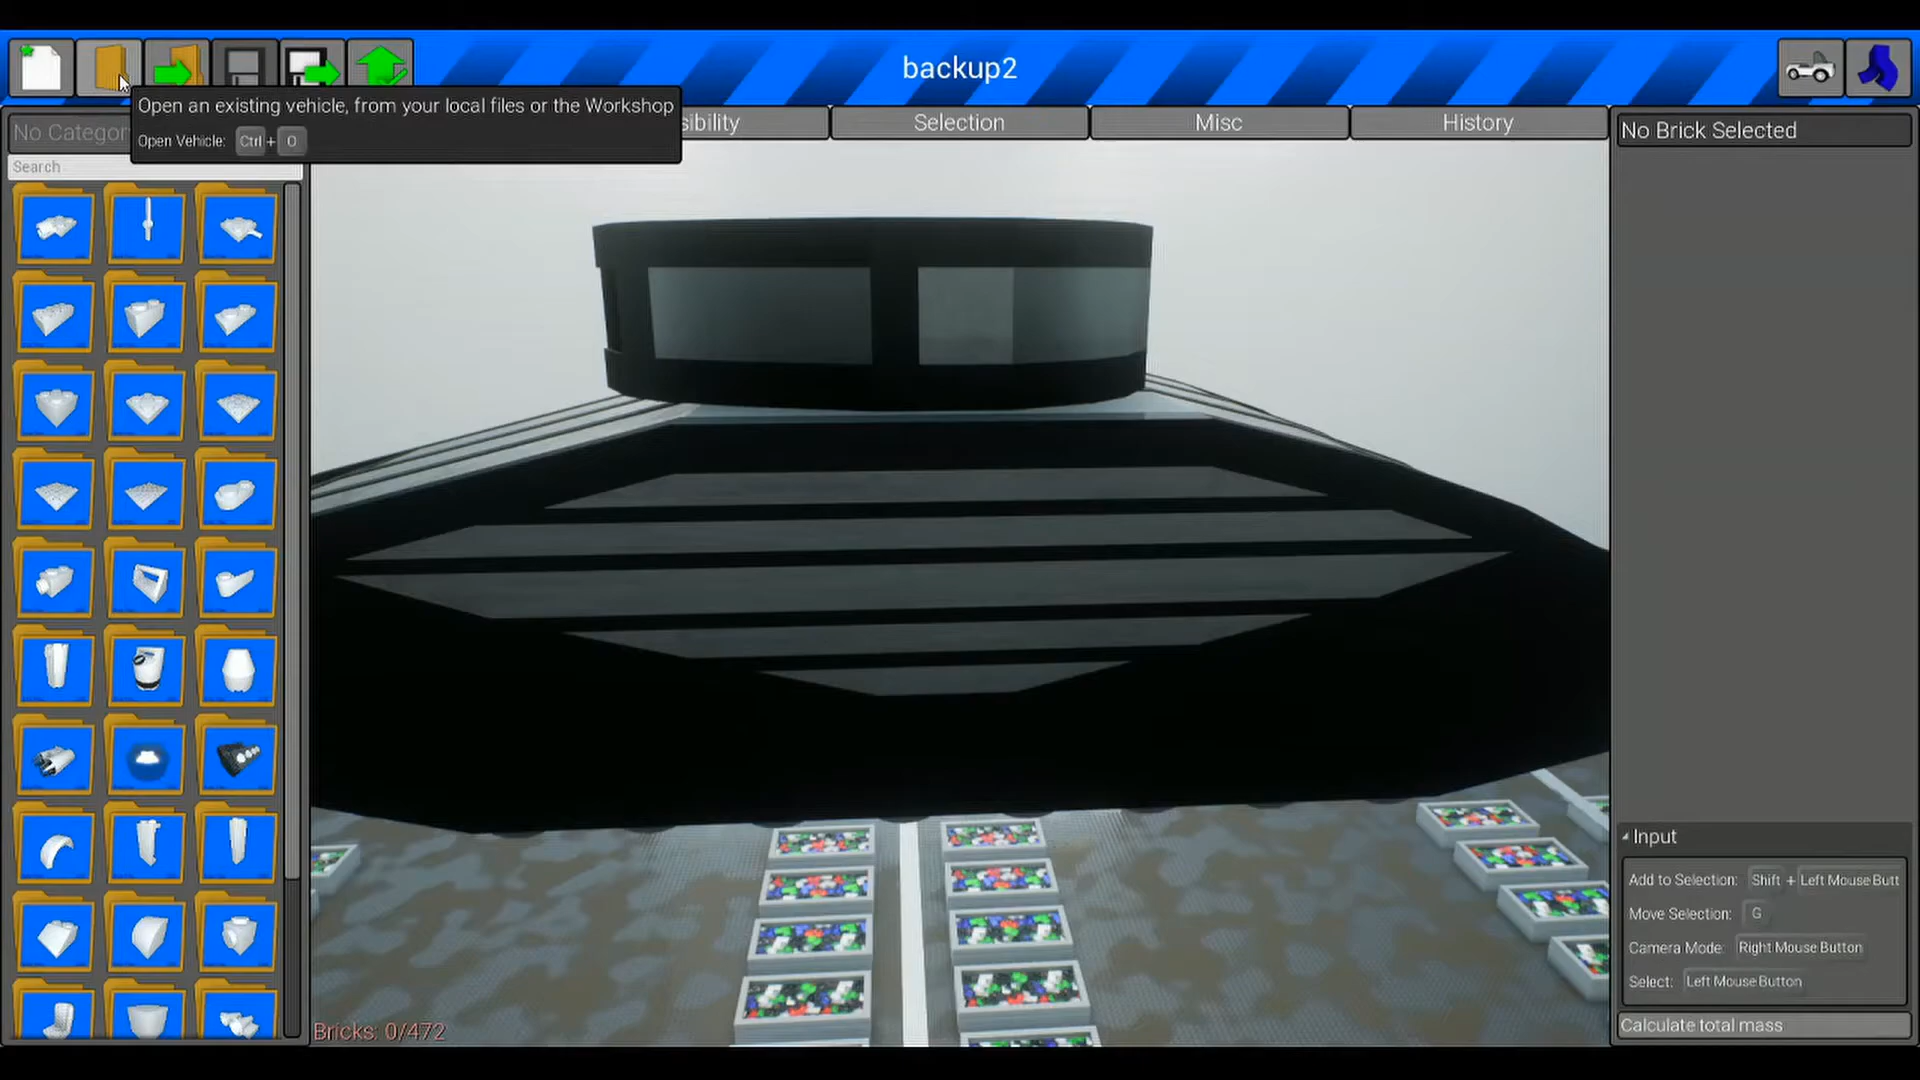 backup2
Open an existing vehicle, from your local files or the Workshop
Open Vehicle: Ctrl + O
No Categor
sibility
Selection
Misc
History
No Brick Selected
Search
Input
Add to Selection: Shift + Left Mouse Butt
Move Selection: G
Camera Mode: Right Mouse Button
Select: Left Mouse Button
Calculate total mass
Bricks: 0/472